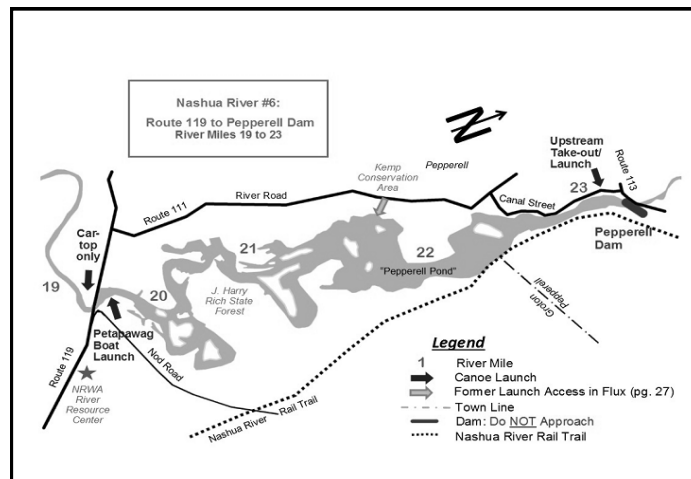 Nashua River #6:
Route 119 to Pepperell Dam
River Miles 19 to 23
N
Kemp
Conservation
Area
Pepperell
Upstream
Take-out/
Launch
Route 113
23
Canal Street
River Road
Route 111
Car-
top
only
Pepperell
Dam
21
22
"Pepperell Pond"
19
20
J. Harry
Rich State
Forest
Pepperell
Groton
Petapawag
Boat
Launch
Nod Road
Route 119
NRWA
River
Resource
Center
Nashua River Rail Trail
Legend
1 River Mile
Canoe Launch
Former Launch Access in Flux (pg. 27)
Town Line
Dam: Do NOT Approach
Nashua River Rail Trail